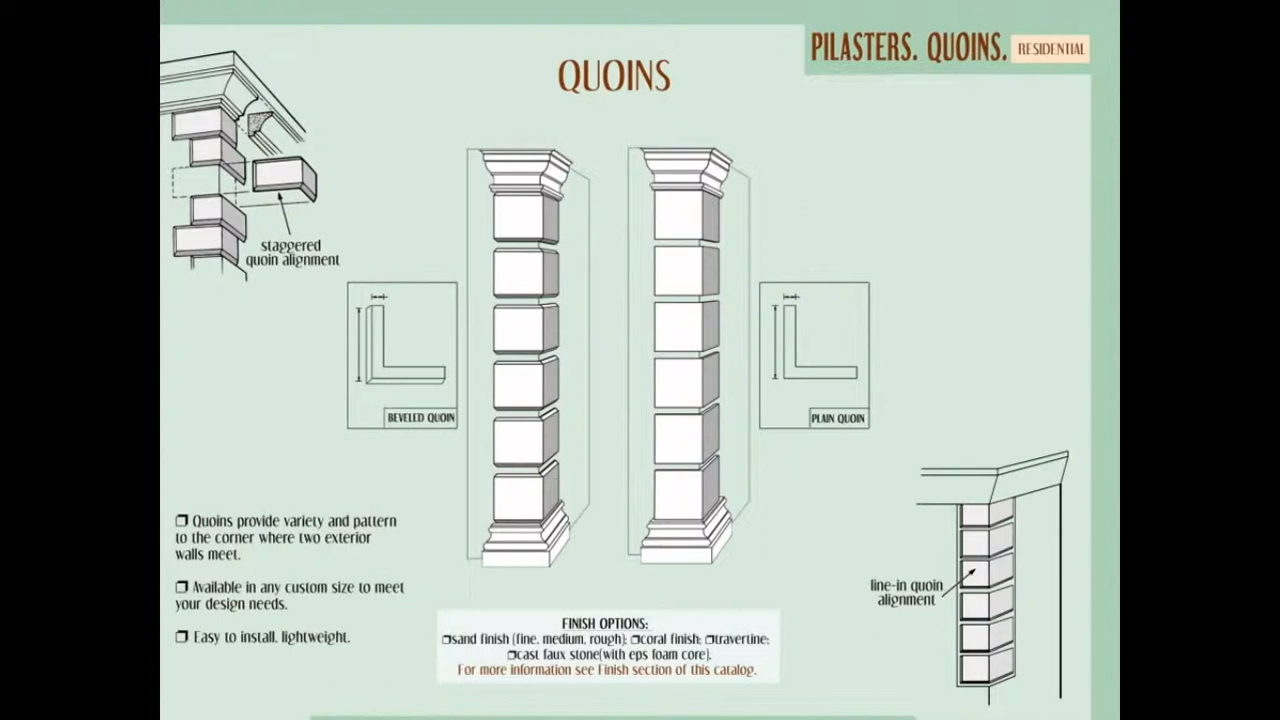 PILASTERS. QUOINS. RESIDENTIAL
QUOINS
staggered
quoin alignment
BEVELED QUOIN
PLAIN QUOIN
❒ Quoins provide variety and pattern
to the corner where two exterior
walls meet.
❒ Available in any custom size to meet
your design needs.
❒ Easy to install, lightweight.
line-in quoin
alignment
FINISH OPTIONS:
❒sand finish (fine, medium, rough); ❒coral finish; ❒travertine;
❒cast faux stone(with eps foam core).
For more information see Finish section of this catalog.